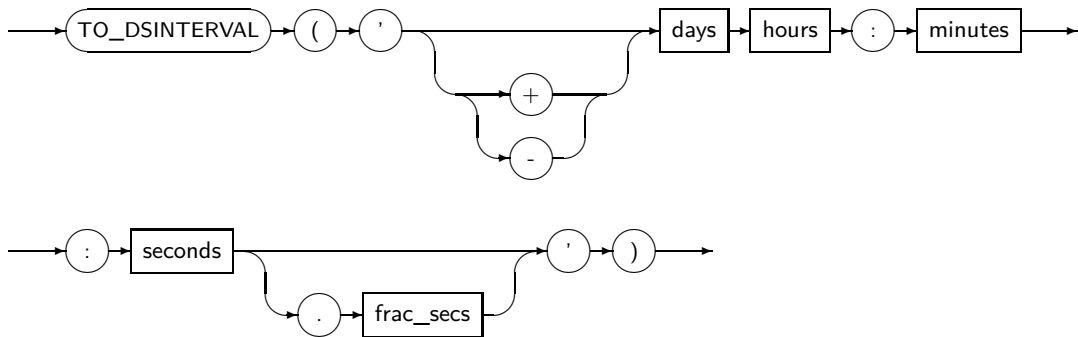 TO_DSINTERVAL ( ' days hours : minutes
+
-
: seconds ' )
. frac_secs